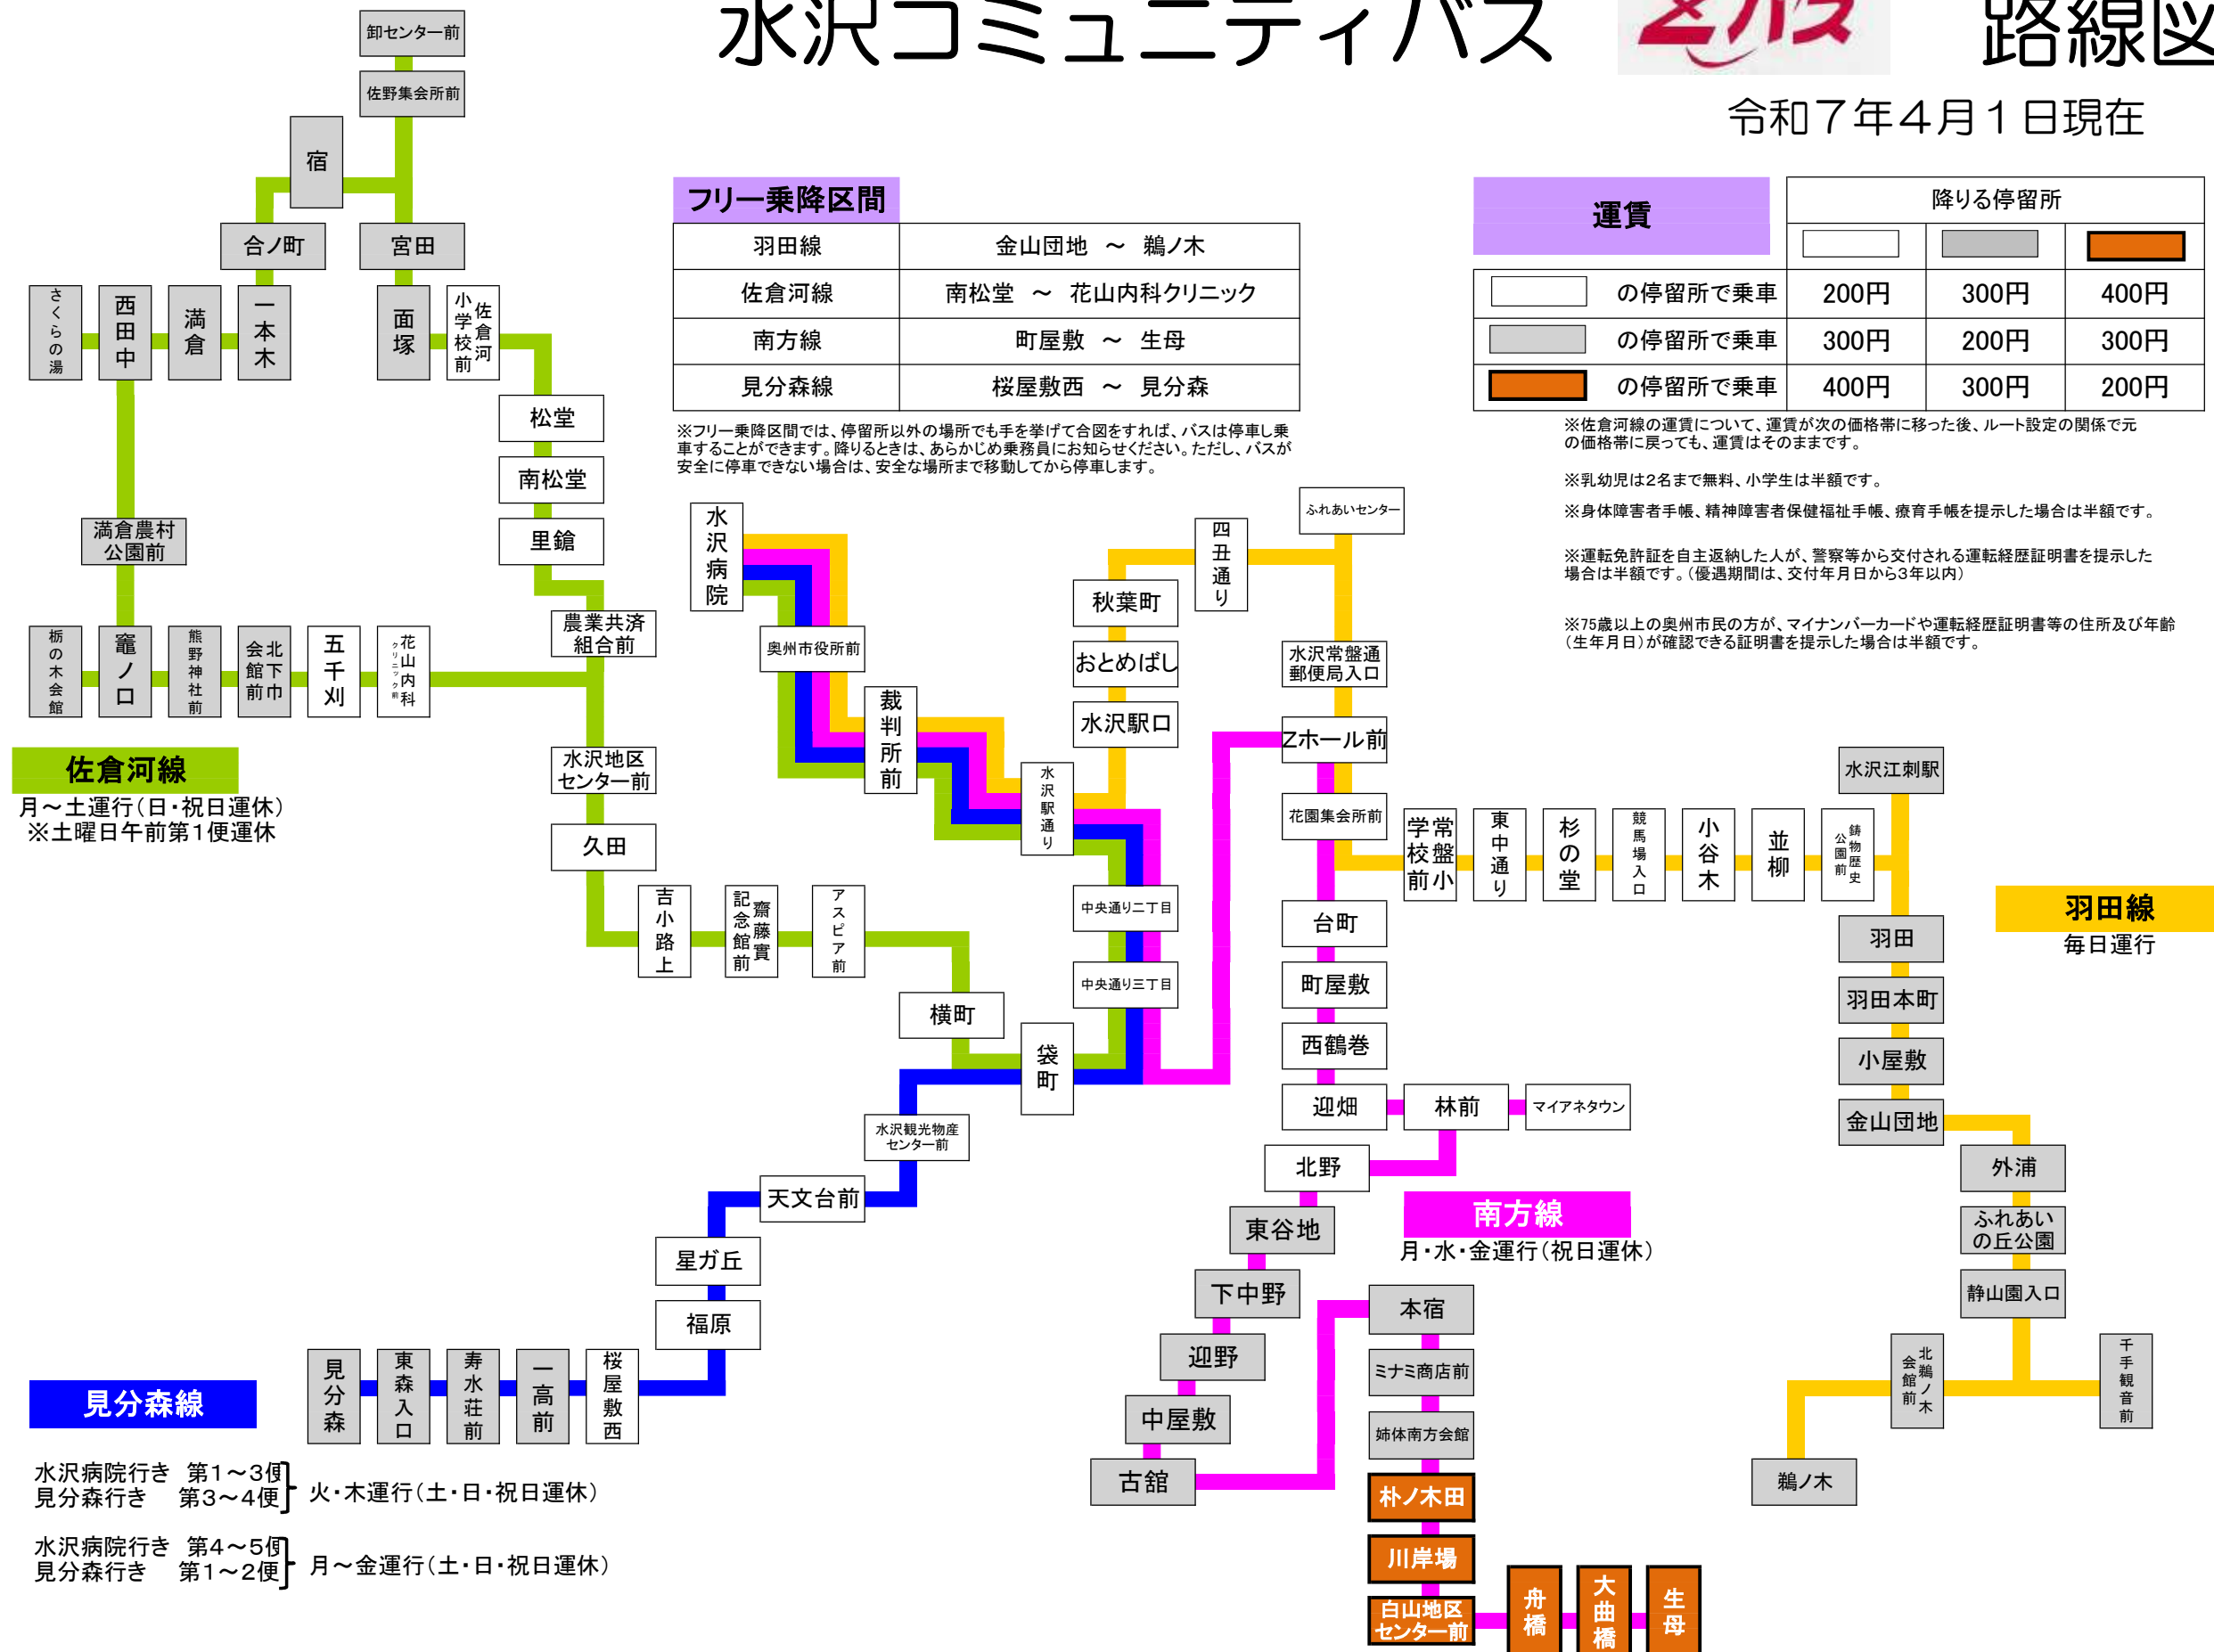 水沢コミュニティバス Zバス 路線図
令和７年４月１日現在
フリー乗降区間
羽田線 金山団地 ～ 鵜ノ木
佐倉河線 南松堂 ～ 花山内科クリニック
南方線 町屋敷 ～ 生母
見分森線 桜屋敷西 ～ 見分森
※フリー乗降区間では、停留所以外の場所でも手を挙げて合図をすれば、バスは停車し乗
車することができます。降りるときは、あらかじめ乗務員にお知らせください。ただし、バスが
安全に停車できない場合は、安全な場所まで移動してから停車します。
運賃
降りる停留所
の停留所で乗車 200円 300円 400円
の停留所で乗車 300円 200円 300円
の停留所で乗車 400円 300円 200円
※佐倉河線の運賃について、運賃が次の価格帯に移った後、ルート設定の関係で元
の価格帯に戻っても、運賃はそのままです。
※乳幼児は2名まで無料、小学生は半額です。
※身体障害者手帳、精神障害者保健福祉手帳、療育手帳を提示した場合は半額です。
※運転免許証を自主返納した人が、警察等から交付される運転経歴証明書を提示した
場合は半額です。（優遇期間は、交付年月日から3年以内）
※75歳以上の奥州市民の方が、マイナンバーカードや運転経歴証明書等の住所及び年齢
（生年月日）が確認できる証明書を提示した場合は半額です。
卸センター前
佐野集会所前
宿
合ノ町
宮田
さくらの湯
西田中
満倉
一本木
面塚
佐倉河
小学校前
松堂
南松堂
里鎗
満倉農村
公園前
農業共済
組合前
栃の木会館
竈ノ口
熊野神社前
北下巾
会館前
五千刈
花山内科
クリニック前
佐倉河線
月～土運行（日・祝日運休）
※土曜日午前第１便運休
水沢地区
センター前
久田
吉小路上
齋藤實
記念館前
アスピア前
横町
袋町
水沢病院
奥州市役所前
裁判所前
水沢駅通り
中央通り二丁目
中央通り三丁目
水沢駅口
おとめばし
秋葉町
四丑通り
ふれあいセンター
水沢常盤通
郵便局入口
Zホール前
花園集会所前
常盤小
学校前
東中通り
杉の堂
競馬場入口
小谷木
並柳
鋳物歴史
公園前
水沢江刺駅
羽田線
毎日運行
羽田
羽田本町
小屋敷
金山団地
外浦
ふれあい
の丘公園
静山園入口
千手観音前
北鵜ノ木
会館前
鵜ノ木
台町
町屋敷
西鶴巻
迎畑
林前
マイアネタウン
北野
南方線
月・水・金運行（祝日運休）
東谷地
下中野
迎野
中屋敷
古舘
本宿
ミナミ商店前
姉体南方会館
朴ノ木田
川岸場
白山地区
センター前
舟橋
大曲橋
生母
水沢観光物産
センター前
天文台前
星ガ丘
福原
桜屋敷西
一高前
寿水荘前
東森入口
見分森
見分森線
水沢病院行き 第１～３便
見分森行き 第３～４便
火・木運行（土・日・祝日運休）
水沢病院行き 第４～５便
見分森行き 第１～２便
月～金運行（土・日・祝日運休）